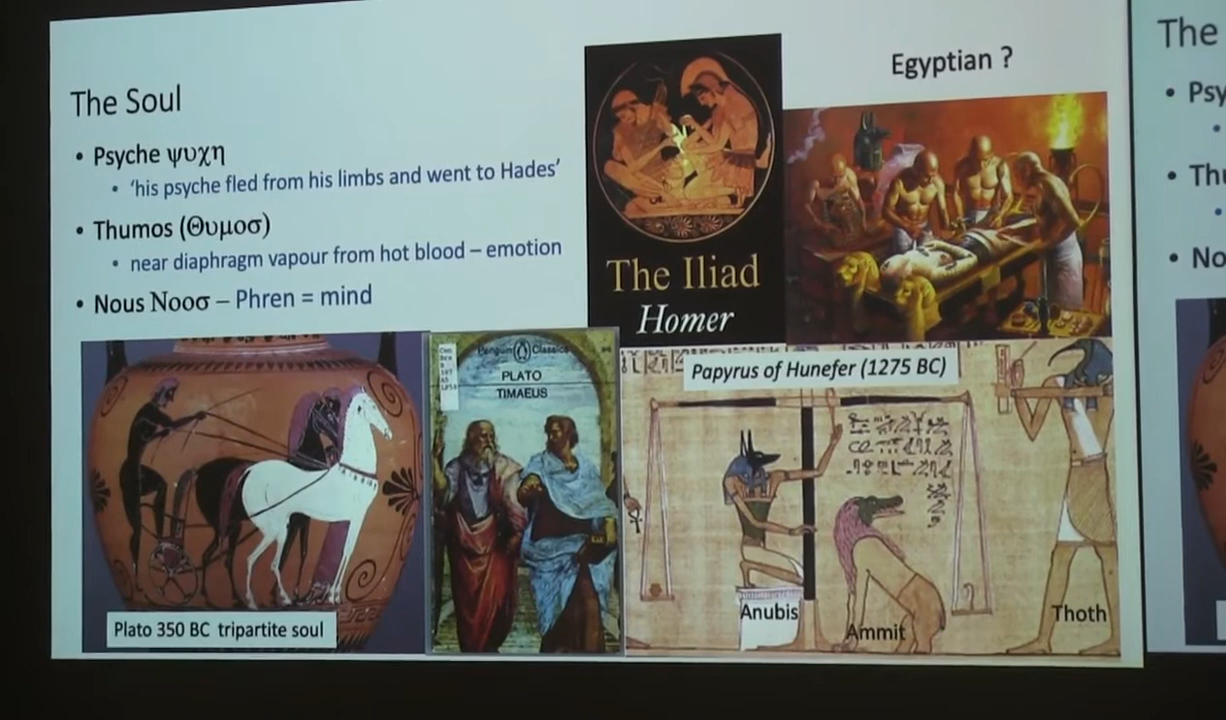 The Soul
• Psyche ψυχη
• ‘his psyche fled from his limbs and went to Hades’
• Thumos (Θυμοσ)
• near diaphragm vapour from hot blood – emotion
• Nous Νοοσ – Phren = mind
The Iliad
Homer
Egyptian ?
Plato 350 BC tripartite soul
Penguin Classics
PLATO
TIMAEUS
Papyrus of Hunefer (1275 BC)
Anubis
Ammit
Thoth
The
• Psy
• Thu
• No